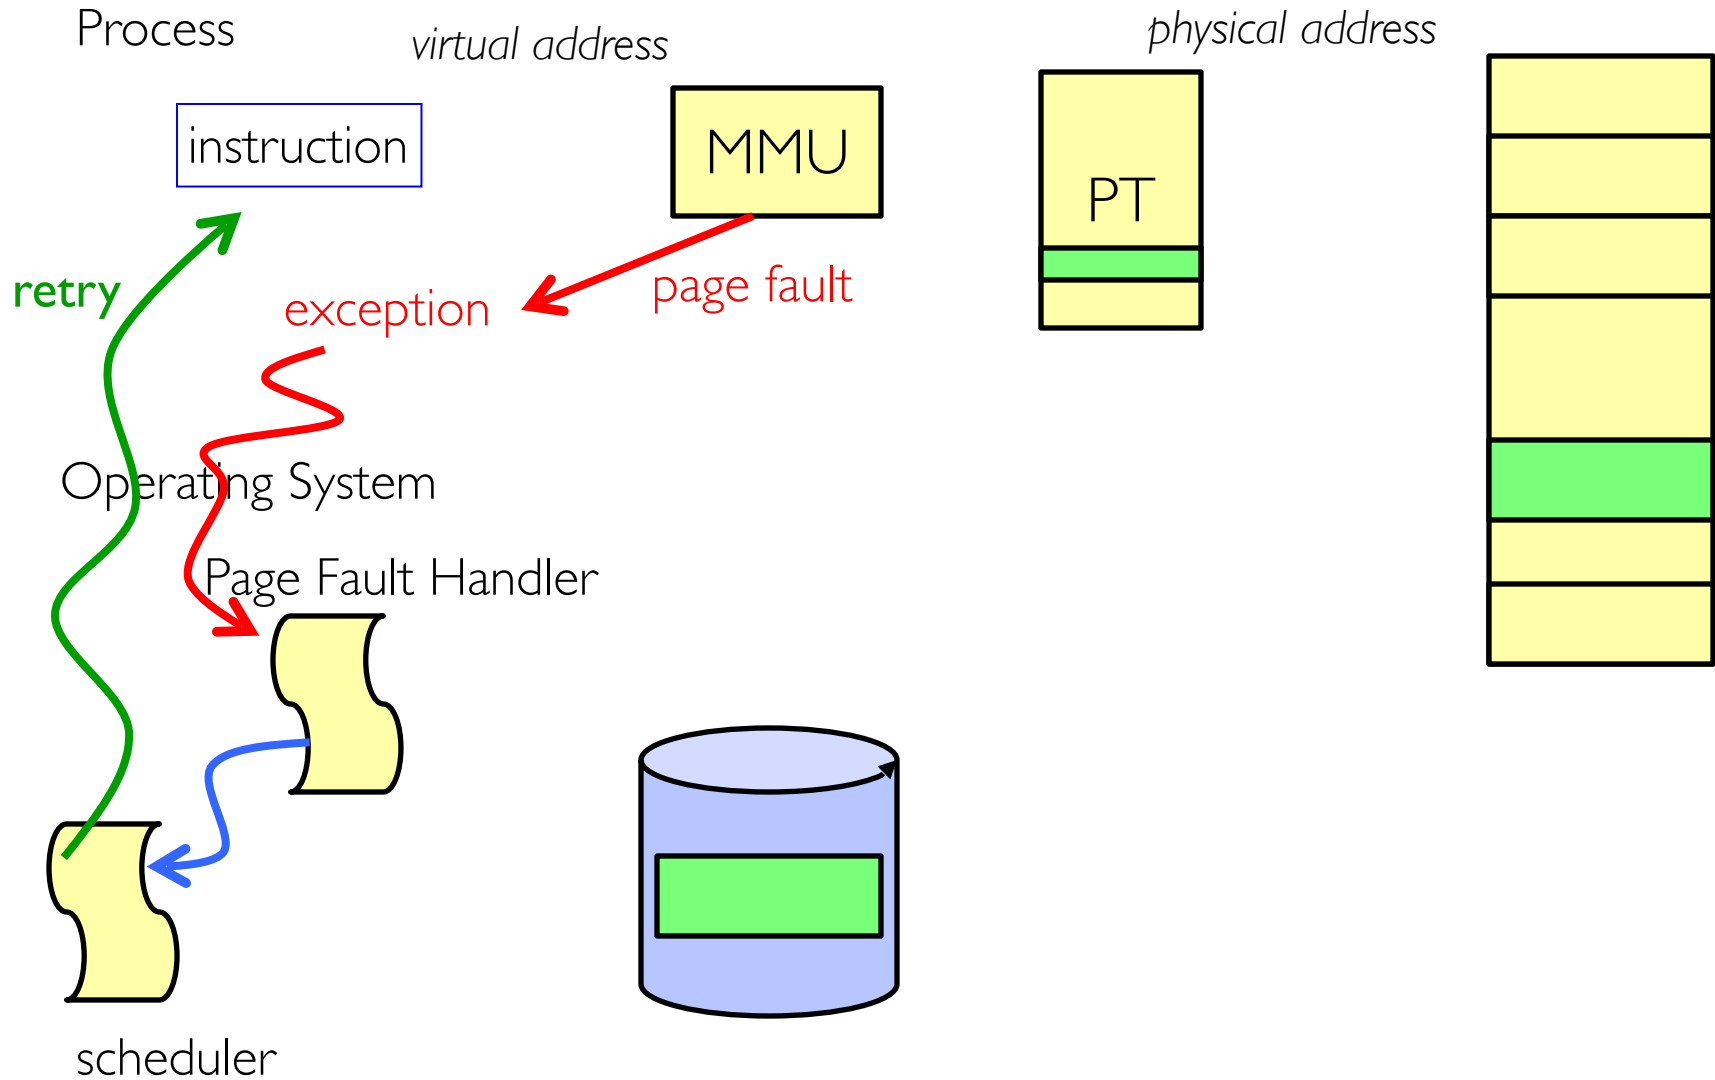 Process
virtual address
physical address
instruction
MMU
PT
retry
exception
page fault
Operating System
Page Fault Handler
scheduler